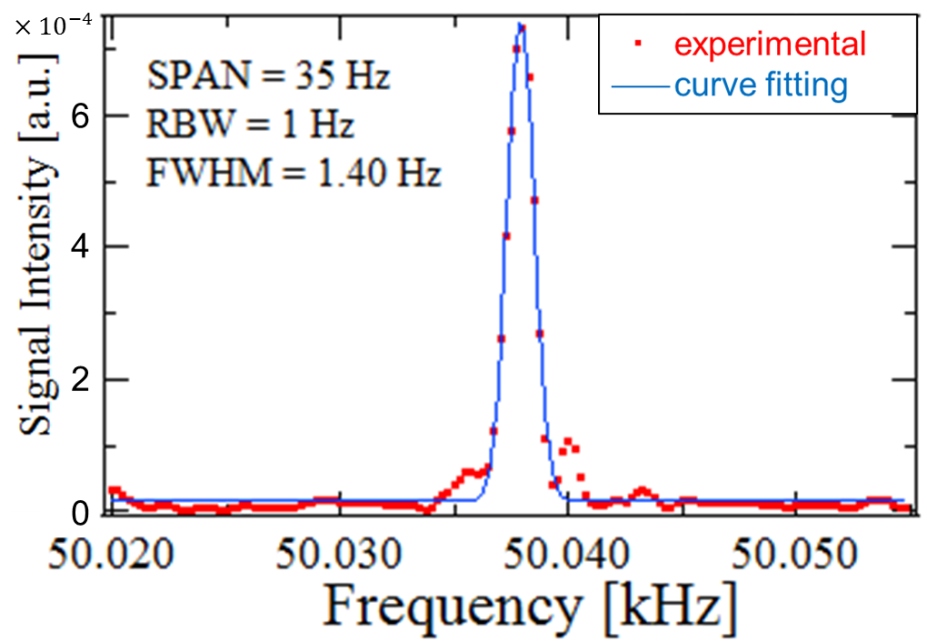 × 10⁻⁴
SPAN = 35 Hz
RBW = 1 Hz
FWHM = 1.40 Hz
experimental
curve fitting
Signal Intensity [a.u.]
6
4
2
0
50.020 50.030 50.040 50.050
Frequency [kHz]